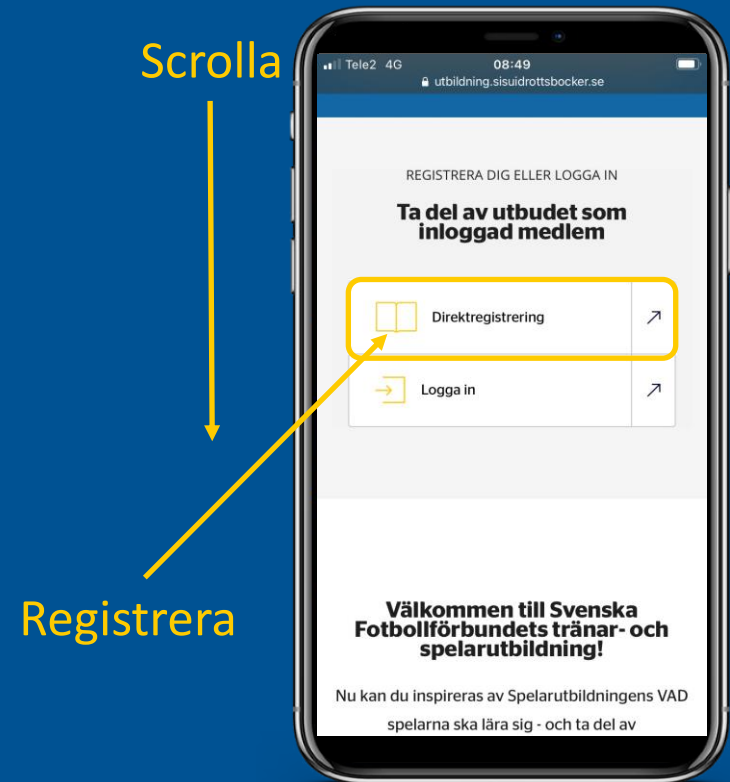 Scrolla
Tele2 4G 08:49
utbildning.sisuidrottsbocker.se
REGISTRERA DIG ELLER LOGGA IN
Ta del av utbudet som
inloggad medlem
Direktregistrering
Logga in
Registrera
Välkommen till Svenska
Fotbollförbundets tränar- och
spelarutbildning!
Nu kan du inspireras av Spelarutbildningens VAD
spelarna ska lära sig - och ta del av